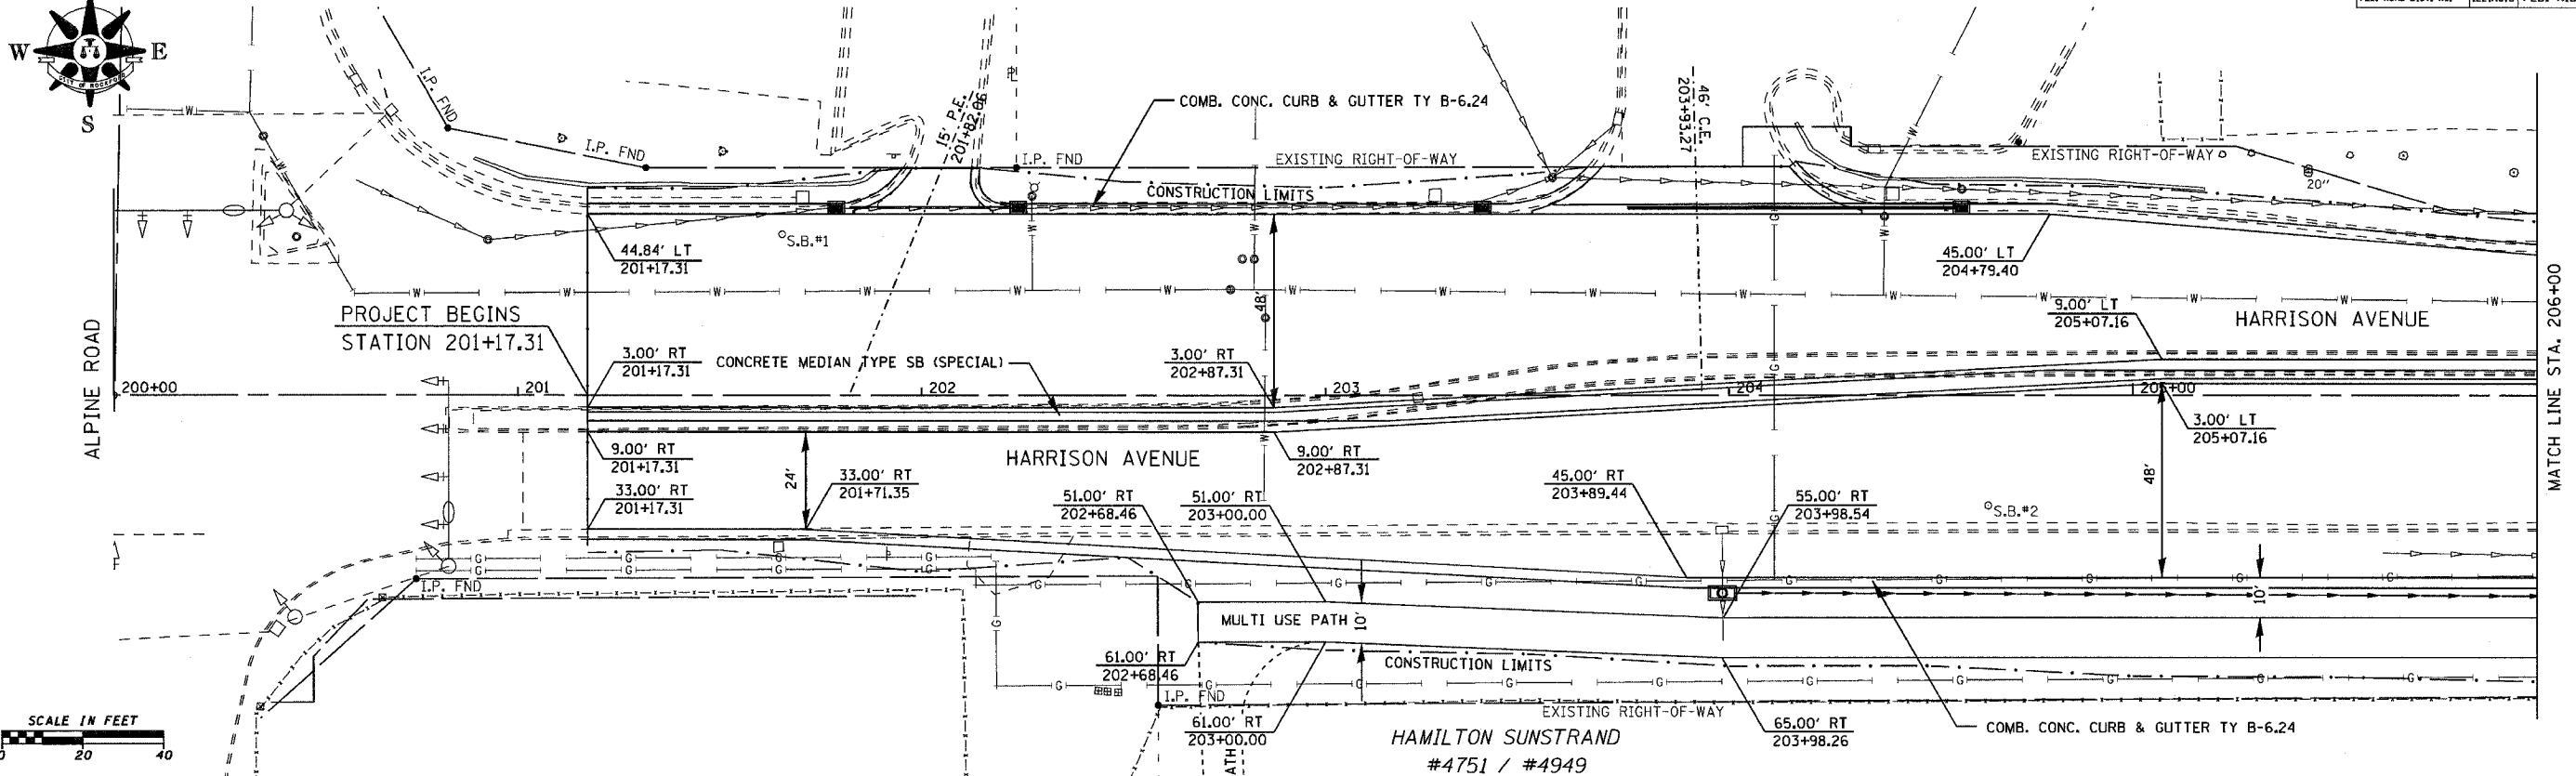 W E
S
CITY OF ROCKFORD
I.P. FND
I.P. FND
15' P.E.
201+82.86
I.P. FND
COMB. CONC. CURB & GUTTER TY B-6.24
EXISTING RIGHT-OF-WAY
CONSTRUCTION LIMITS
46' C.E.
203+93.27
EXISTING RIGHT-OF-WAY
20"
44.84' LT
201+17.31
S.B.#1
45.00' LT
204+79.40
PROJECT BEGINS
STATION 201+17.31
48'
9.00' LT
205+07.16
HARRISON AVENUE
MATCH LINE STA. 206+00
ALPINE ROAD
3.00' RT
201+17.31
CONCRETE MEDIAN TYPE SB (SPECIAL)
3.00' RT
202+87.31
200+00
201
202
203
204
205+00
3.00' LT
205+07.16
9.00' RT
201+17.31
HARRISON AVENUE
9.00' RT
202+87.31
24'
33.00' RT
201+17.31
33.00' RT
201+71.35
51.00' RT
202+68.46
51.00' RT
203+00.00
45.00' RT
203+89.44
55.00' RT
203+98.54
S.B.#2
48'
I.P. FND
MULTI USE PATH
10'
10'
61.00' RT
202+68.46
CONSTRUCTION LIMITS
I.P. FND
61.00' RT
203+00.00
EXISTING RIGHT-OF-WAY
65.00' RT
203+98.26
COMB. CONC. CURB & GUTTER TY B-6.24
HAMILTON SUNSTRAND
#4751 / #4949
SCALE IN FEET
0 20 40